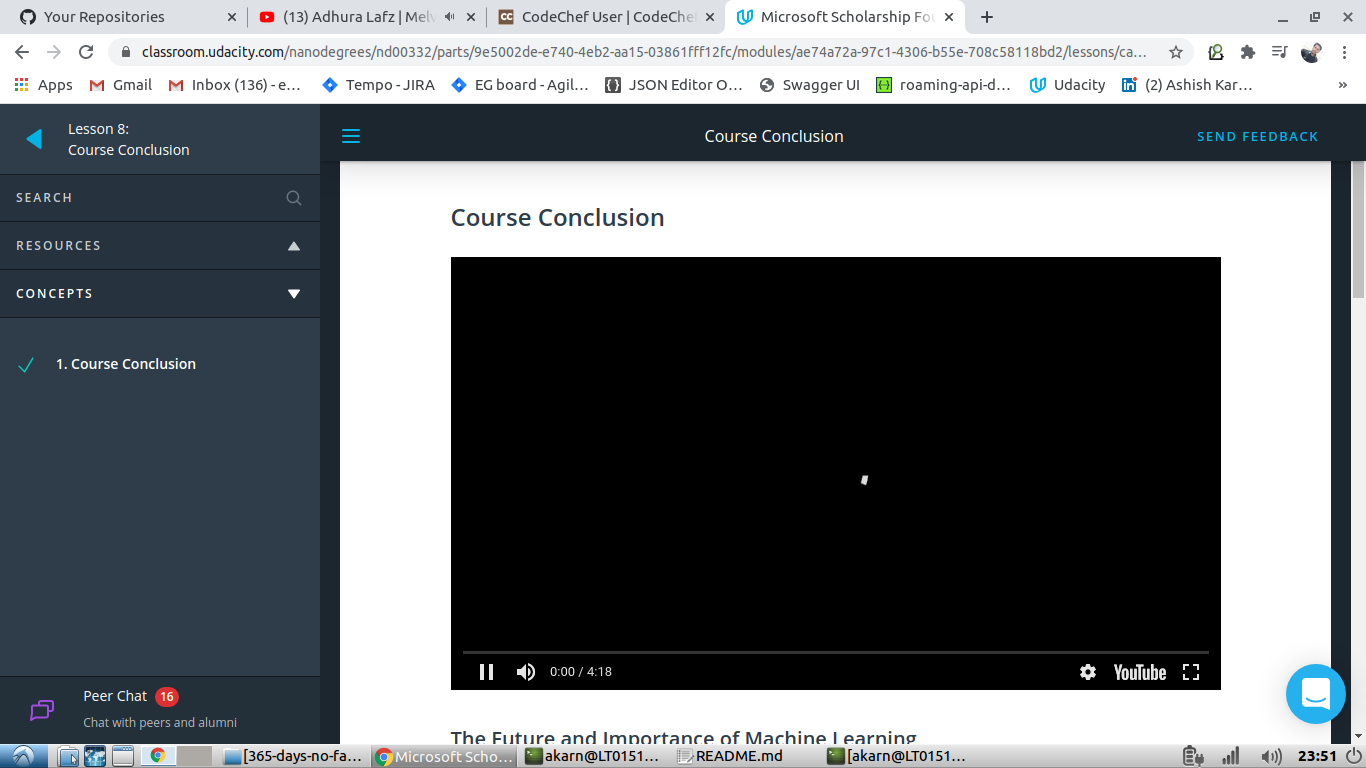 Your Repositories
(13) Adhura Lafz | Melv
CC
CodeChef User | CodeChef
Microsoft Scholarship Fou
classroom.udacity.com/nanodegrees/nd00332/parts/9e5002de-e740-4eb2-aa15-03861fff12fc/modules/ae74a72a-97c1-4306-b55e-708c58118bd2/lessons/ca...
Apps
Gmail
Inbox (136) - e...
Tempo - JIRA
EG board - Agil...
JSON Editor O...
Swagger UI
roaming-api-d...
Udacity
(2) Ashish Kar...
»
Lesson 8:
Course Conclusion
Course Conclusion
SEND FEEDBACK
SEARCH
RESOURCES
CONCEPTS
1. Course Conclusion
Course Conclusion
0:00 / 4:18
YouTube
Peer Chat 16
Chat with peers and alumni
The Future and Importance of Machine Learning
[365-days-no-fa...
Microsoft Scho...
akarn@LT0151...
README.md
[akarn@LT0151...
23:51